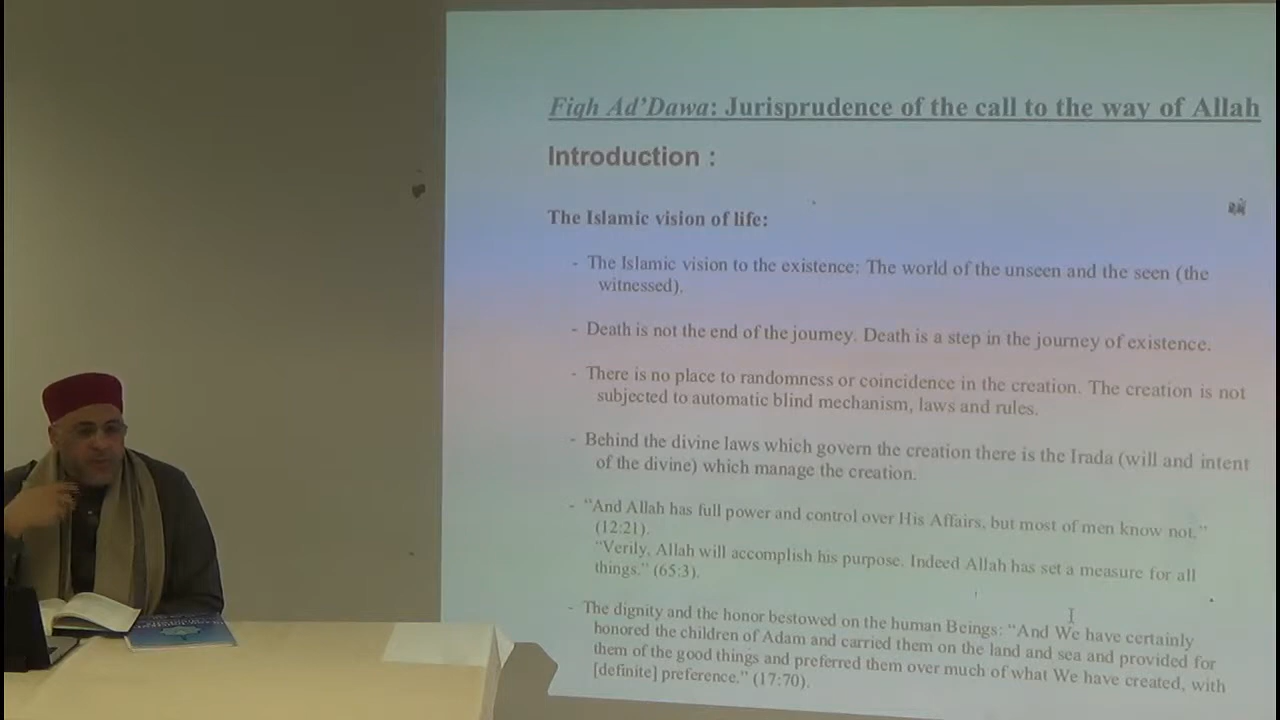 Fiqh Ad'Dawa: Jurisprudence of the call to the way of Allah
Introduction :
The Islamic vision of life:
- The Islamic vision to the existence: The world of the unseen and the seen (the
witnessed).
- Death is not the end of the journey. Death is a step in the journey of existence.
- There is no place to randomness or coincidence in the creation. The creation is not
subjected to automatic blind mechanism, laws and rules.
- Behind the divine laws which govern the creation there is the Irada (will and intent
of the divine) which manage the creation.
- "And Allah has full power and control over His Affairs, but most of men know not."
(12:21).
"Verily, Allah will accomplish his purpose. Indeed Allah has set a measure for all
things." (65:3).
- The dignity and the honor bestowed on the human Beings: "And We have certainly
honored the children of Adam and carried them on the land and sea and provided for
them of the good things and preferred them over much of what We have created, with
[definite] preference." (17:70).